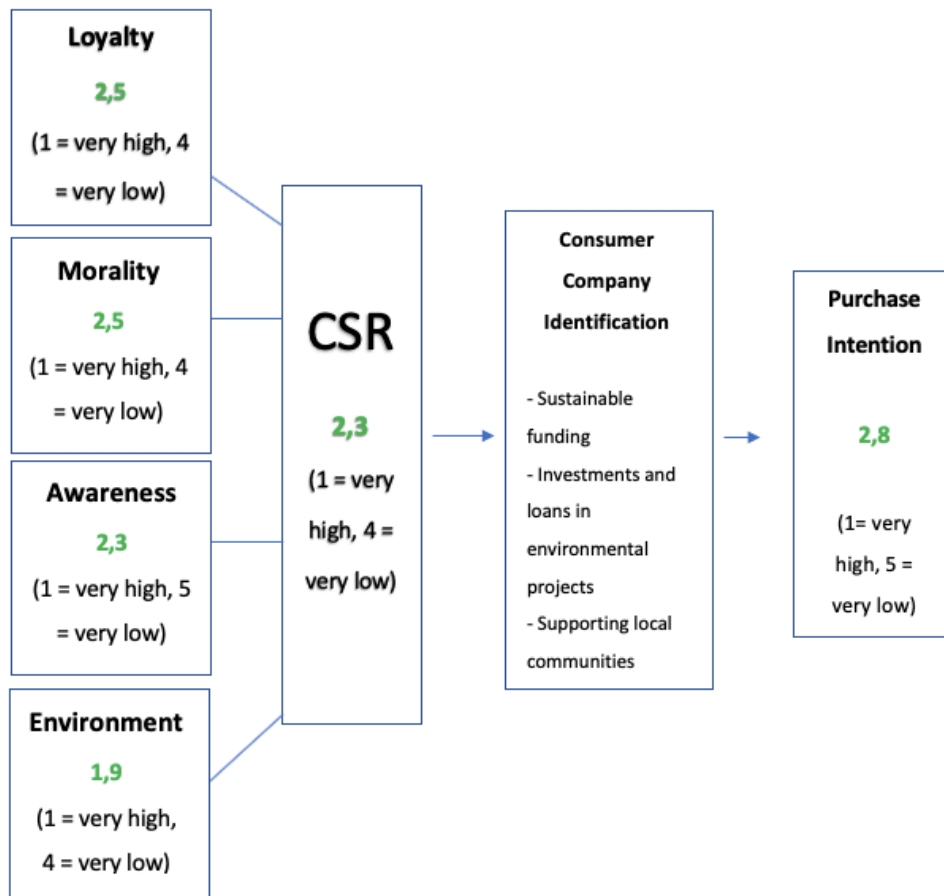 Loyalty
2,5
(1 = very high, 4
= very low)
Morality
2,5
(1 = very high, 4
= very low)
Awareness
2,3
(1 = very high, 5
= very low)
Environment
1,9
(1 = very high,
4 = very low)
CSR
2,3
(1 = very
high, 4 =
very low)
Consumer
Company
Identification
- Sustainable
funding
- Investments and
loans in
environmental
projects
- Supporting local
communities
Purchase
Intention
2,8
(1= very
high, 5 =
very low)